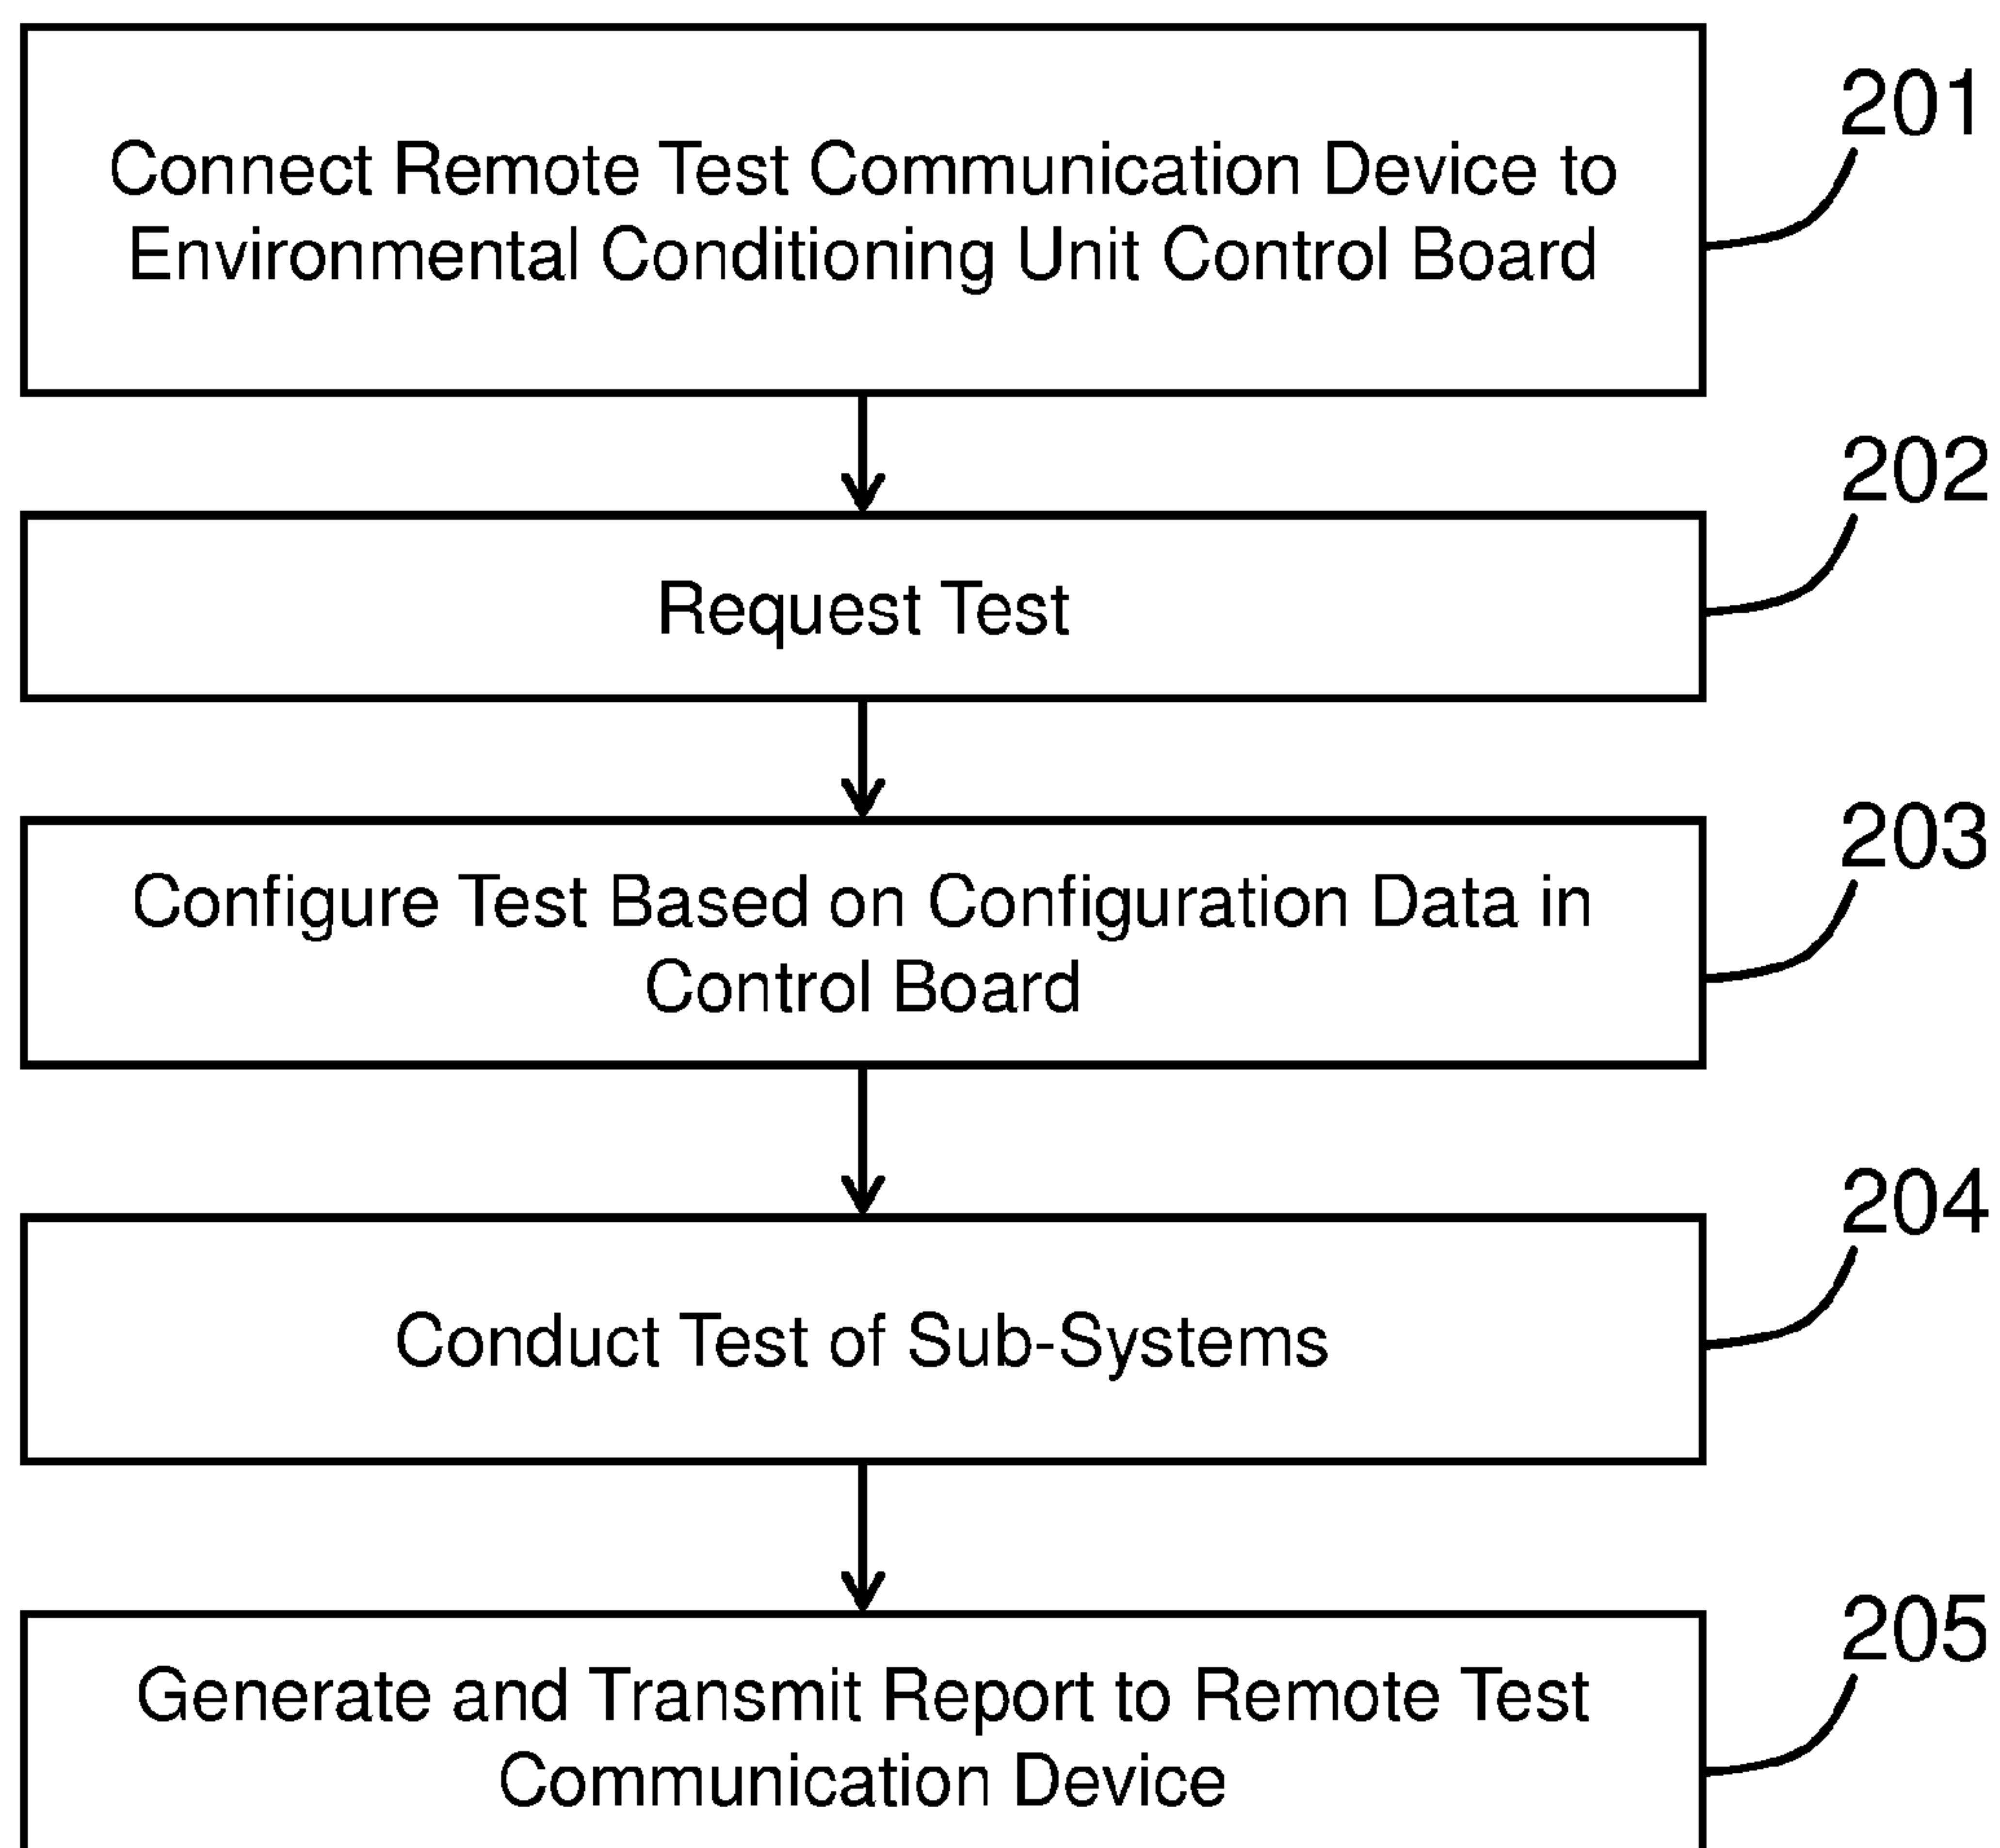 201
Connect Remote Test Communication Device to
Environmental Conditioning Unit Control Board
202
Request Test
203
Configure Test Based on Configuration Data in
Control Board
204
Conduct Test of Sub-Systems
205
Generate and Transmit Report to Remote Test
Communication Device